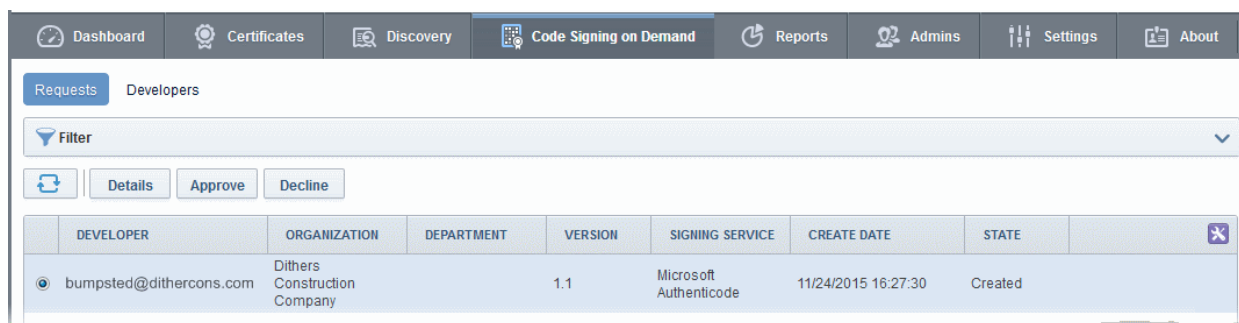 Dashboard Certificates Discovery Code Signing on Demand Reports Admins Settings About
Requests Developers
Filter
Details Approve Decline
DEVELOPER ORGANIZATION DEPARTMENT VERSION SIGNING SERVICE CREATE DATE STATE
bumpsted@dithercons.com Dithers Construction Company 1.1 Microsoft Authenticode 11/24/2015 16:27:30 Created